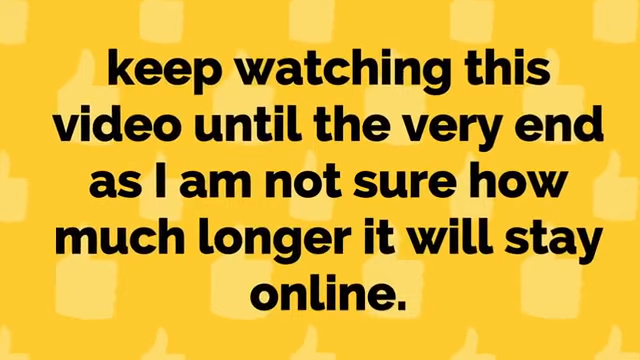 keep watching this
video until the very end
as I am not sure how
much longer it will stay
online.